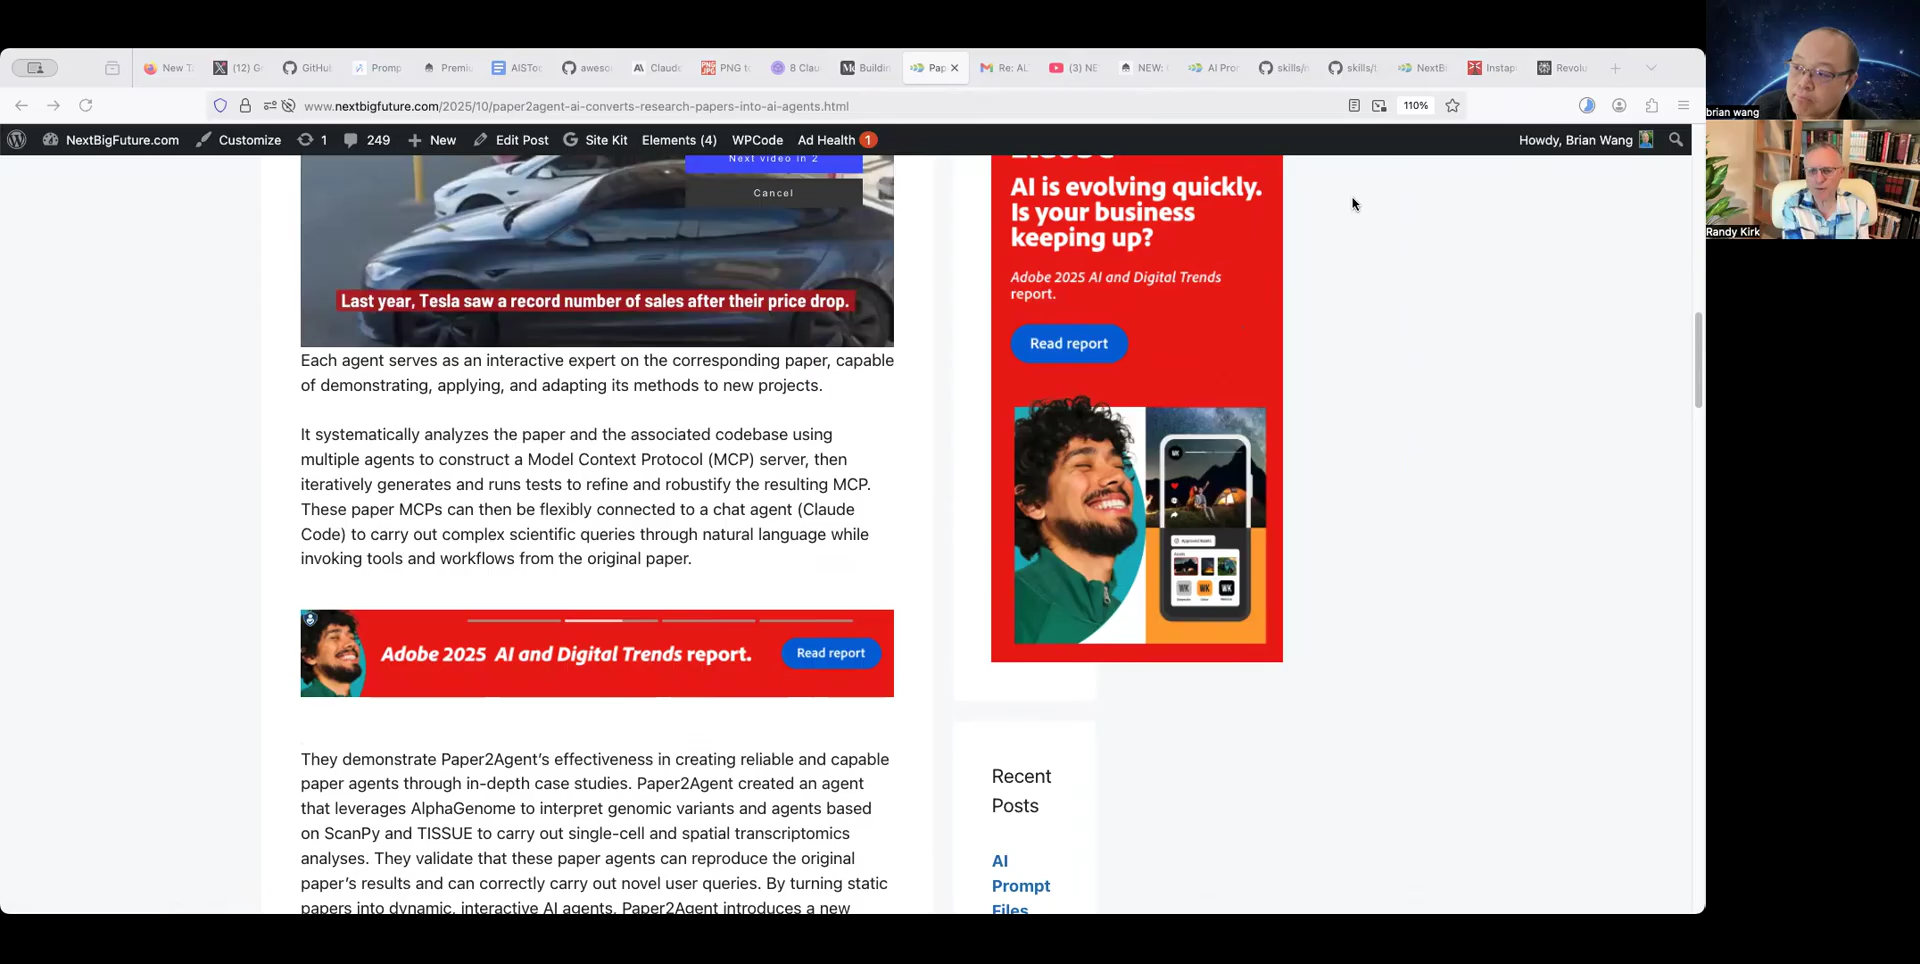 New T
(12) G
GitHub
Promp
Premi
AISTo
aweso
Claude
PNG to
8 Clau
Buildin
Pap
Re: AL
(3) NE
NEW:
AI Pro
skills/
skills/
NextB
Instap
Revolu
www.nextbigfuture.com/2025/10/paper2agent-ai-converts-research-papers-into-ai-agents.html
110%
NextBigFuture.com
Customize
1
249
New
Edit Post
Site Kit
Elements (4)
WPCode
Ad Health 1
Howdy, Brian Wang
Next video in 2
Cancel
Last year, Tesla saw a record number of sales after their price drop.
Each agent serves as an interactive expert on the corresponding paper, capable
of demonstrating, applying, and adapting its methods to new projects.
It systematically analyzes the paper and the associated codebase using
multiple agents to construct a Model Context Protocol (MCP) server, then
iteratively generates and runs tests to refine and robustify the resulting MCP.
These paper MCPs can then be flexibly connected to a chat agent (Claude
Code) to carry out complex scientific queries through natural language while
invoking tools and workflows from the original paper.
Adobe 2025 AI and Digital Trends report.
Read report
They demonstrate Paper2Agent’s effectiveness in creating reliable and capable
paper agents through in-depth case studies. Paper2Agent created an agent
that leverages AlphaGenome to interpret genomic variants and agents based
on ScanPy and TISSUE to carry out single-cell and spatial transcriptomics
analyses. They validate that these paper agents can reproduce the original
paper’s results and can correctly carry out novel user queries. By turning static
papers into dynamic, interactive AI agents, Paper2Agent introduces a new
AI is evolving quickly.
Is your business
keeping up?
Adobe 2025 AI and Digital Trends
report.
Read report
WK
WK
WK
WK
Recent
Posts
AI
Prompt
Files
brian wang
Randy Kirk